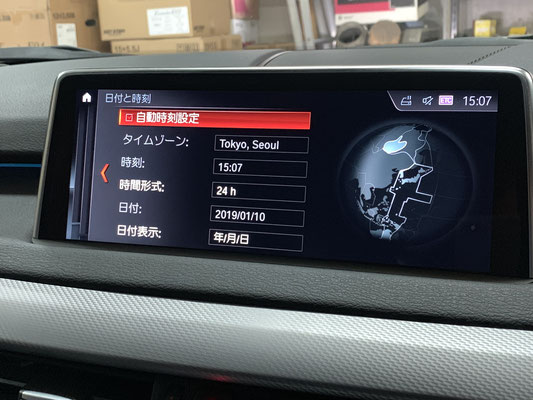 日付と時刻
15:07
自動時刻設定
タイムゾーン: Tokyo, Seoul
時刻: 15:07
時間形式: 24 h
日付: 2019/01/10
日付表示: 年/月/日